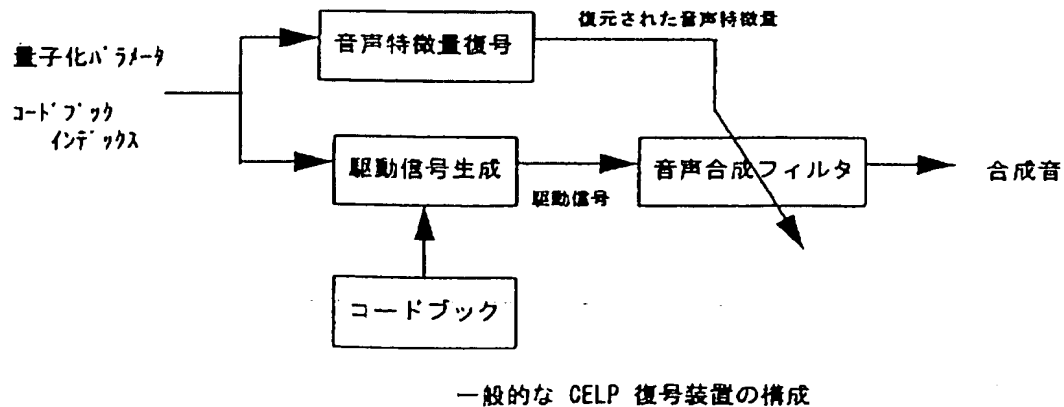 復元された音声特徴量
音声特徴量復号
量子化パラメータ
コードブック
インデックス
駆動信号生成
駆動信号
音声合成フィルタ
合成音
コードブック
一般的な CELP 復号装置の構成